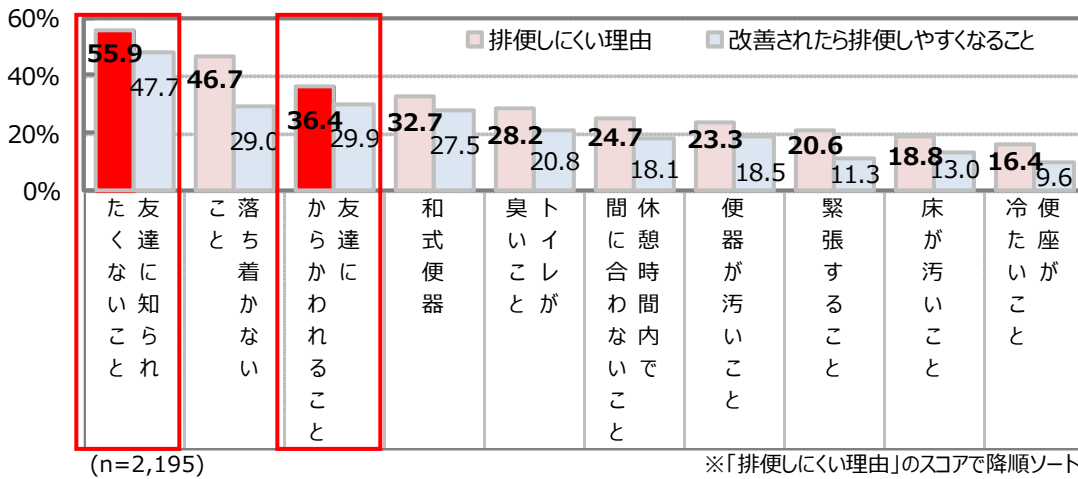 60%
40%
20%
0%
排便しにくい理由
改善されたら排便しやすくなること
55.9
47.7
46.7
29.0
36.4
29.9
32.7
27.5
28.2
20.8
24.7
18.1
23.3
18.5
20.6
11.3
18.8
13.0
16.4
9.6
友達に知られ
たくないこと
落ち着かない
こと
友達に
からかわれること
和式便器
トイレが
臭いこと
休憩時間内で
間に合わないこと
便器が汚いこと
緊張すること
床が汚いこと
便座が
冷たいこと
(n=2,195)
※「排便しにくい理由」のスコアで降順ソート